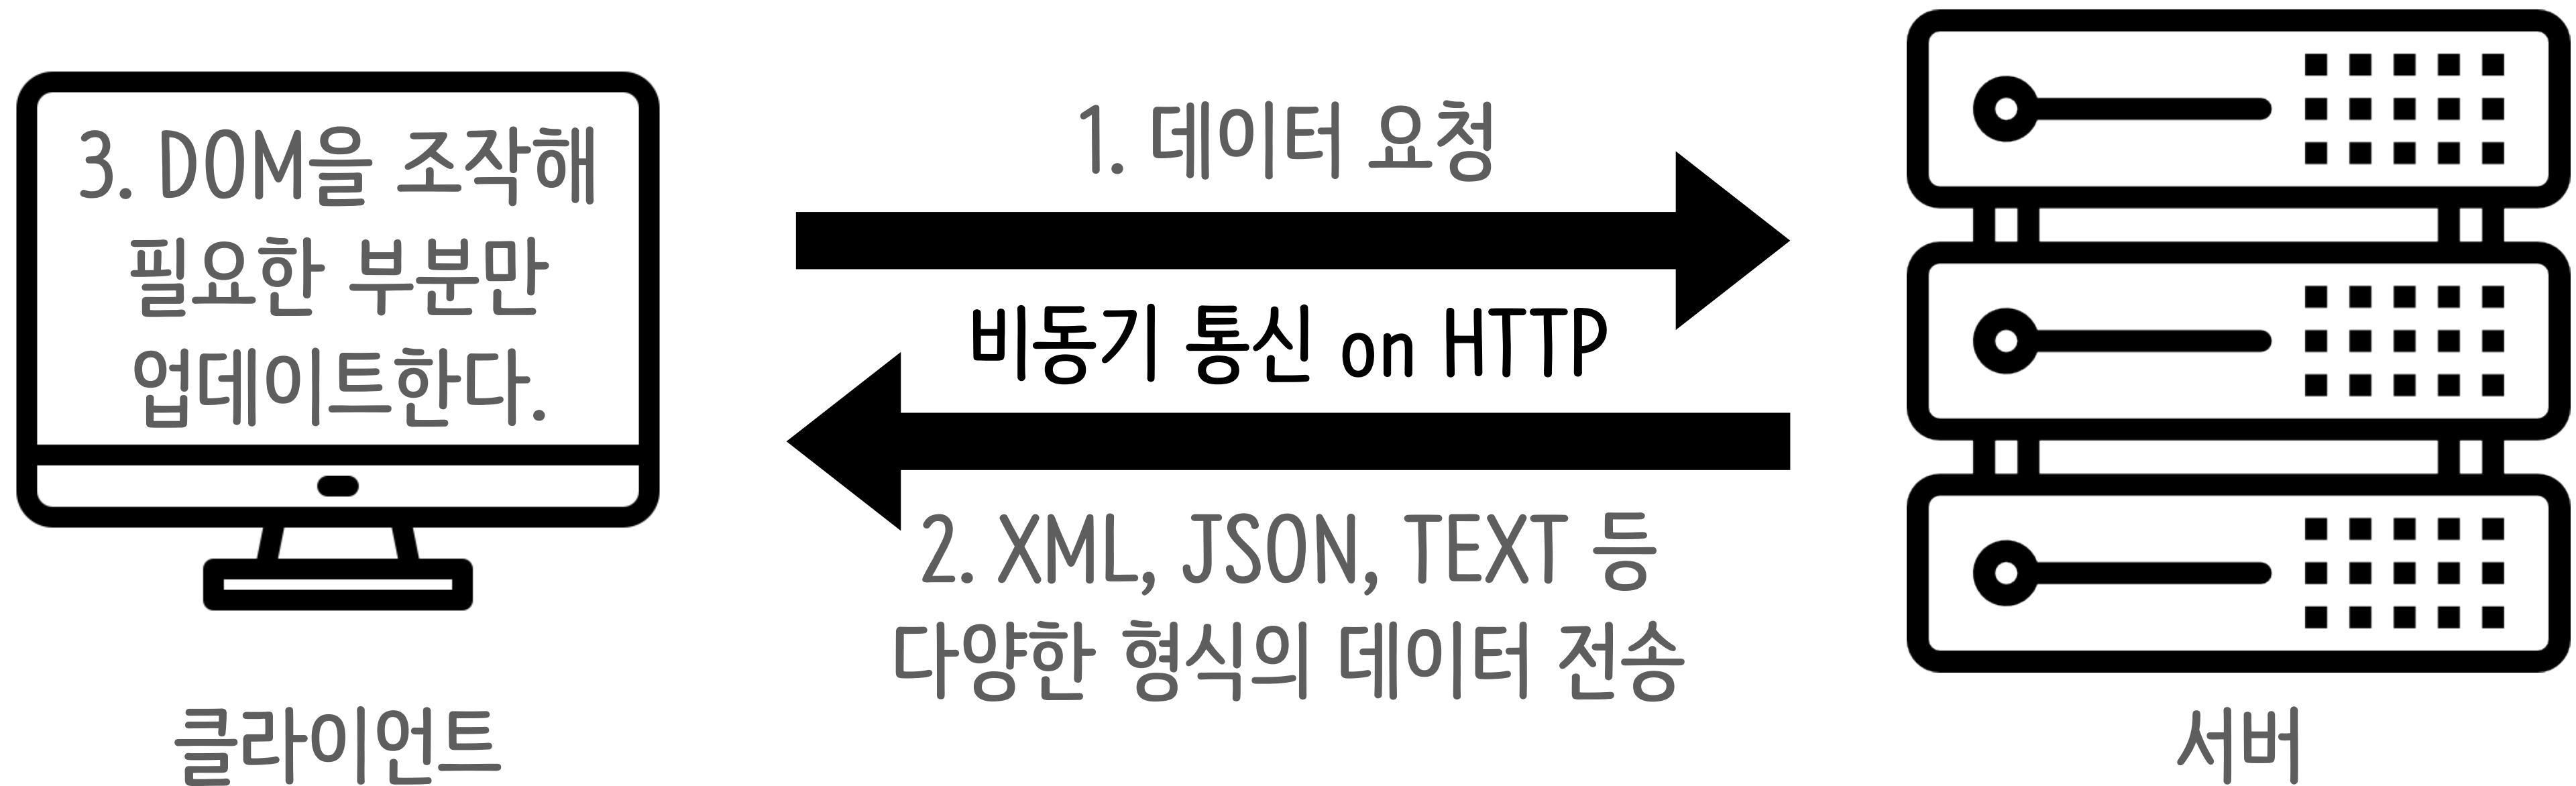 1. 데이터 요청
비동기 통신 on HTTP
2. XML, JSON, TEXT 등
다양한 형식의 데이터 전송
3. DOM을 조작해
필요한 부분만
업데이트한다.
클라이언트
서버